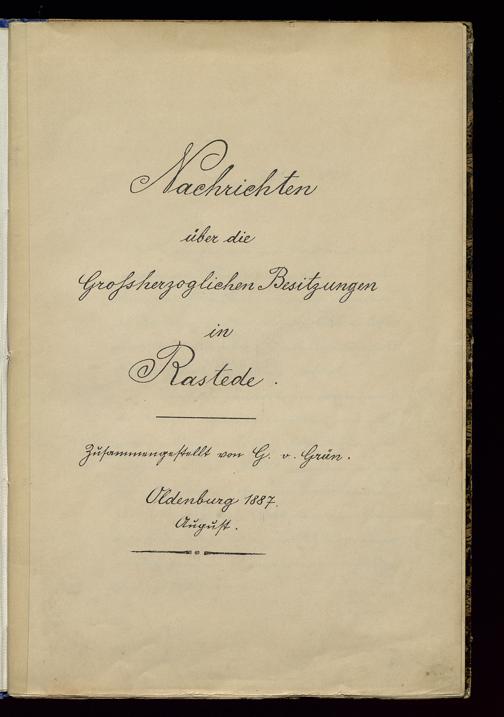 Nachrichten
über die
Großherzoglichen Besitzungen
in
Rastede.
Zusammengestellt von G. v. Grün.
Oldenburg 1887.
August.